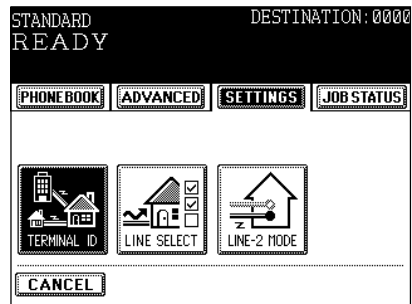 STANDARD DESTINATION:0000
READY
PHONE BOOK ADVANCED SETTINGS JOB STATUS
TERMINAL ID LINE SELECT LINE-2 MODE
CANCEL